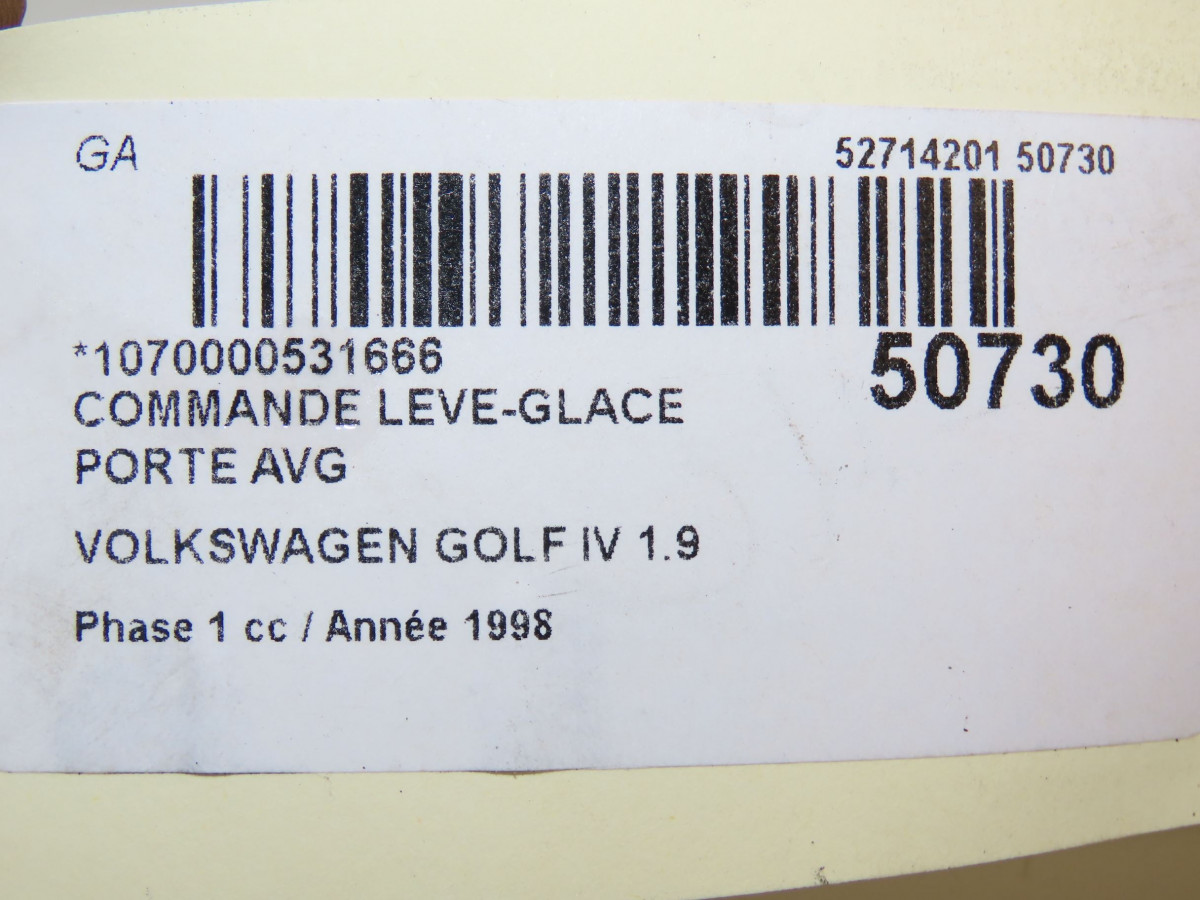 GA
52714201 50730
*1070000531666
50730
COMMANDE LEVE-GLACE
PORTE AVG
VOLKSWAGEN GOLF IV 1.9
Phase 1 cc / Année 1998